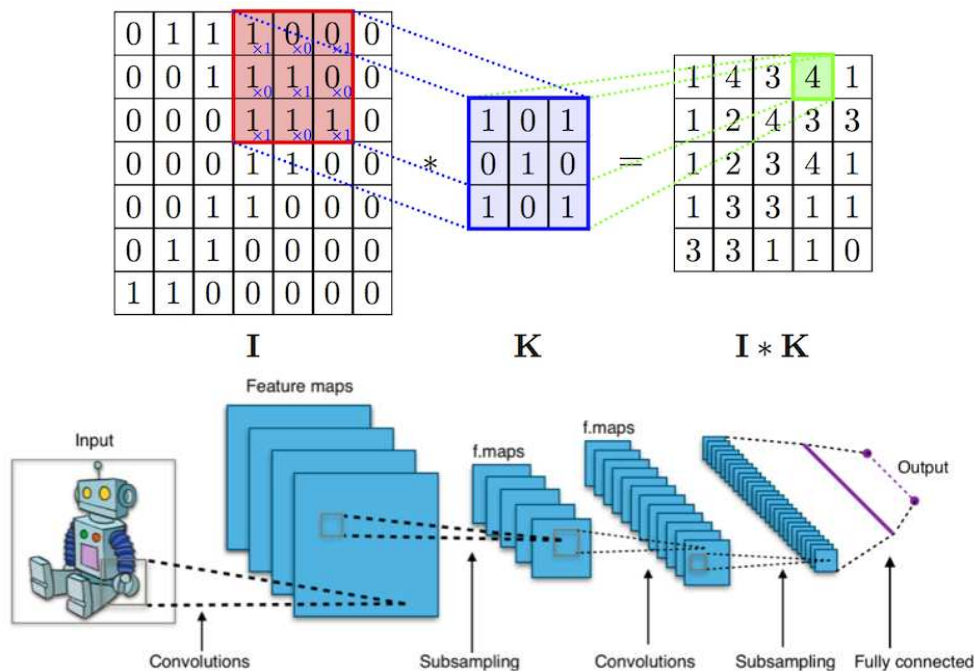 0 1 1 1×1 0×0 0×1 0
0 0 1 1×0 1×1 0×0 0
0 0 0 1×1 1×0 1×1 0
0 0 0 1 1 0 0
0 0 1 1 0 0 0
0 1 1 0 0 0 0
1 1 0 0 0 0 0
I
*
1 0 1
0 1 0
1 0 1
K
=
1 4 3 4 1
1 2 4 3 3
1 2 3 4 1
1 3 3 1 1
3 3 1 1 0
I * K
Feature maps
Input
f.maps
f.maps
Output
Convolutions
Subsampling
Convolutions
Subsampling
Fully connected